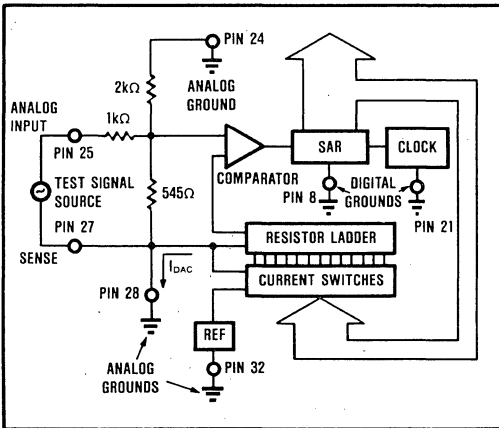 PIN 24
2kΩ
ANALOG
GROUND
ANALOG
INPUT
1kΩ
PIN 25
SAR
CLOCK
COMPARATOR
TEST SIGNAL
SOURCE
545Ω
PIN 8
DIGITAL
GROUNDS
PIN 21
PIN 27
SENSE
RESISTOR LADDER
IDAC
CURRENT SWITCHES
PIN 28
REF
ANALOG
GROUNDS
PIN 32